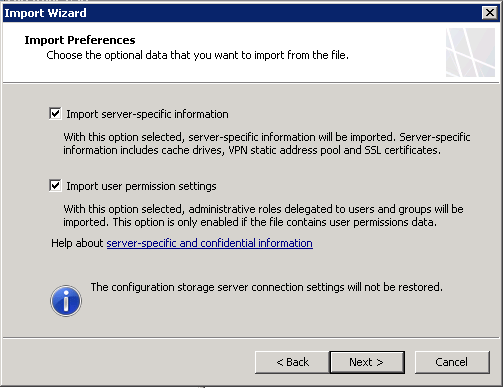 Import Wizard
Import Preferences
Choose the optional data that you want to import from the file.
Import server-specific information
With this option selected, server-specific information will be imported. Server-specific
information includes cache drives, VPN static address pool and SSL certificates.
Import user permission settings
With this option selected, administrative roles delegated to users and groups will be
imported. This option is only enabled if the file contains user permissions data.
Help about server-specific and confidential information
The configuration storage server connection settings will not be restored.
< Back
Next >
Cancel